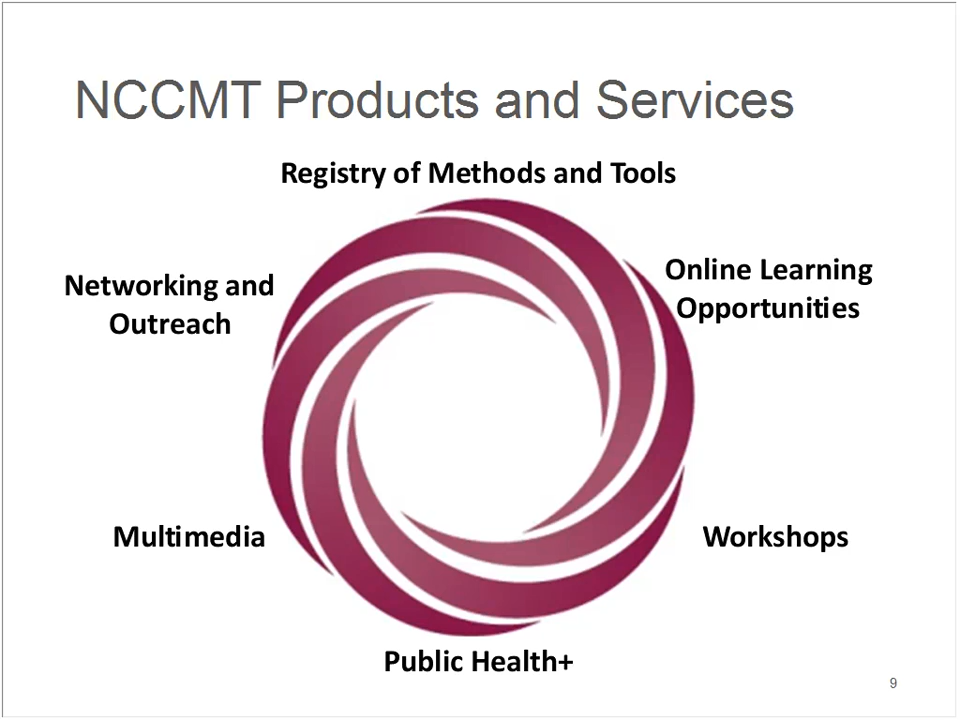 NCCMT Products and Services
Registry of Methods and Tools
Online Learning
Opportunities
Networking and
Outreach
Multimedia
Workshops
Public Health+
9